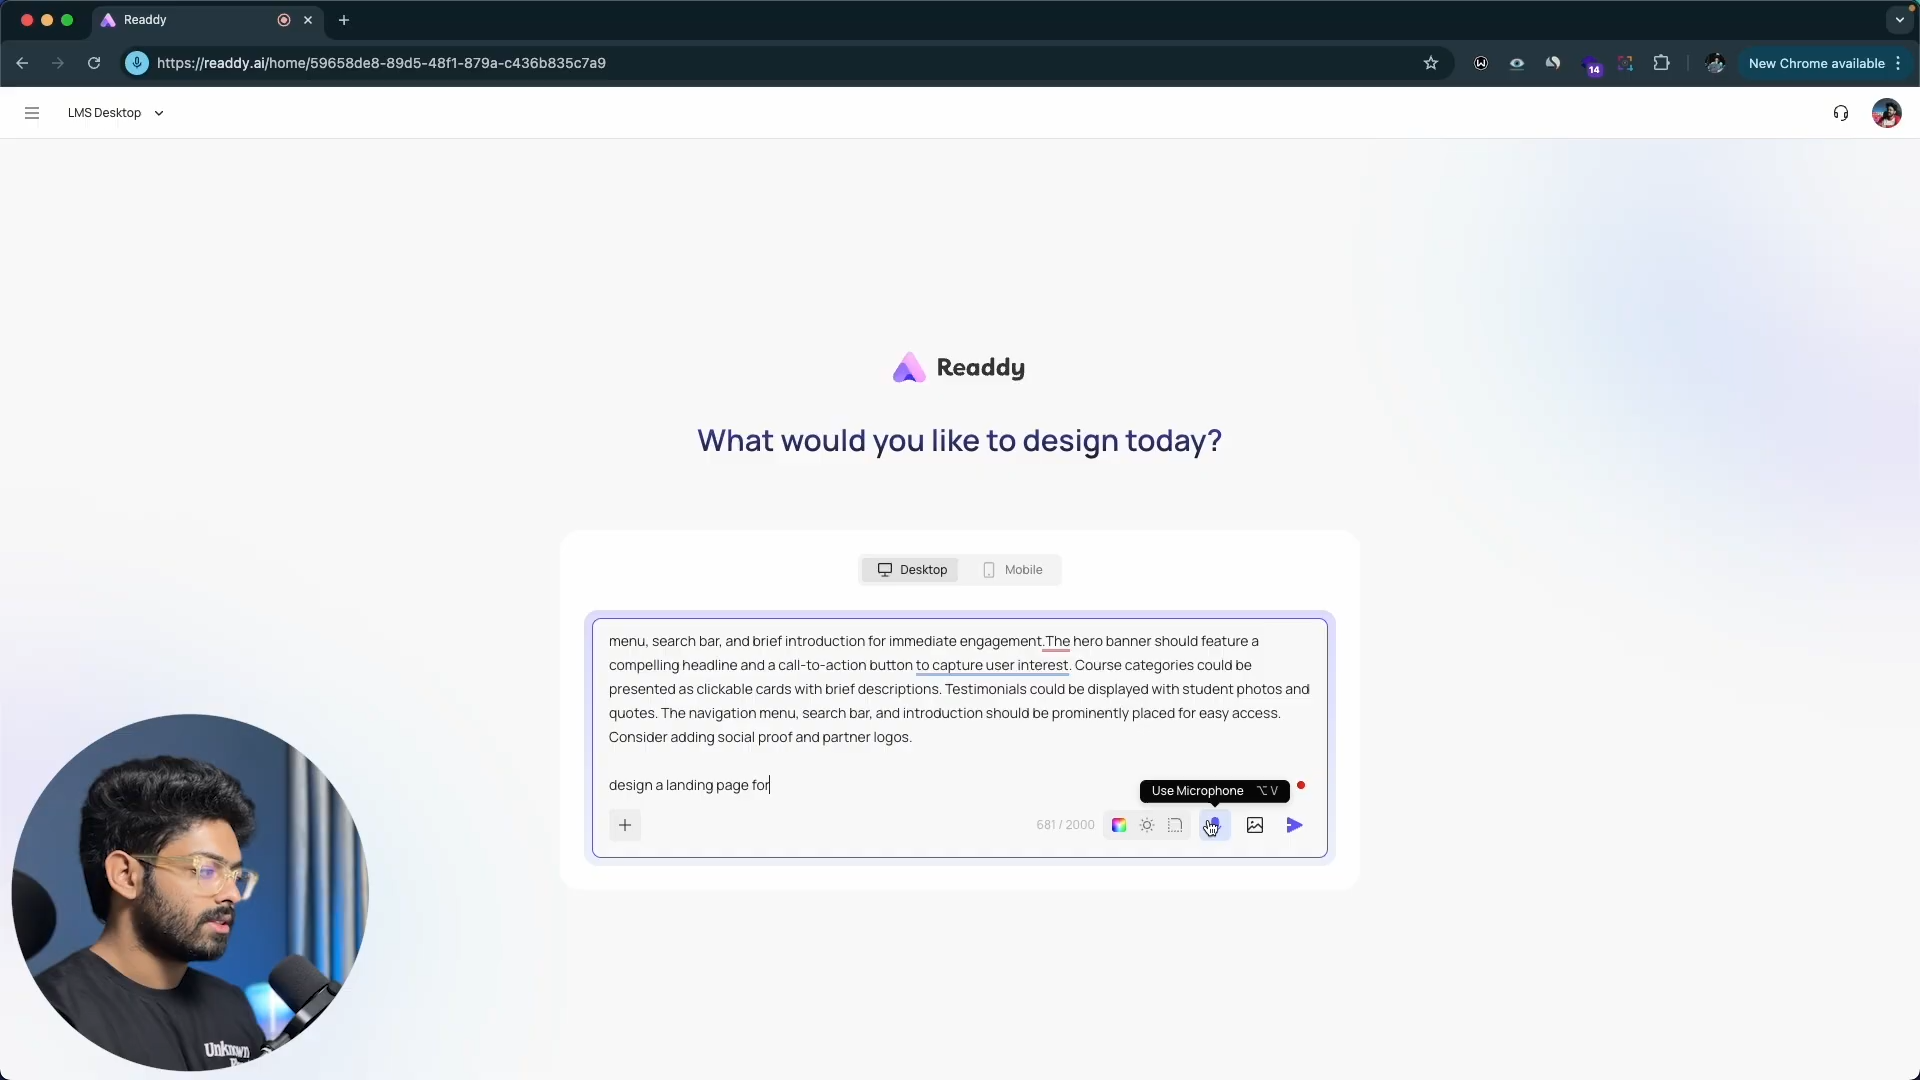 Readdy
https://readdy.ai/home/59658de8-89d5-48f1-879a-c436b835c7a9
14
New Chrome available
LMS Desktop
Readdy
What would you like to design today?
Desktop
Mobile
menu, search bar, and brief introduction for immediate engagement.The hero banner should feature a
compelling headline and a call-to-action button to capture user interest. Course categories could be
presented as clickable cards with brief descriptions. Testimonials could be displayed with student photos and
quotes. The navigation menu, search bar, and introduction should be prominently placed for easy access.
Consider adding social proof and partner logos.
design a landing page for
Use Microphone ⌥ V
681 / 2000
Unknown